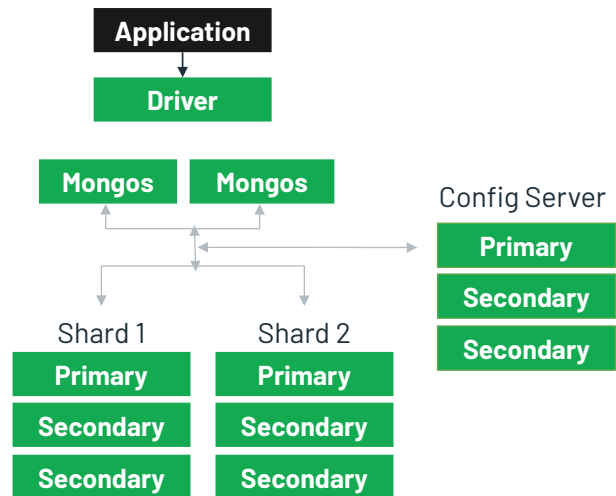 Application
Driver
Mongos
Mongos
Config Server
Primary
Secondary
Secondary
Shard 1
Primary
Secondary
Secondary
Shard 2
Primary
Secondary
Secondary